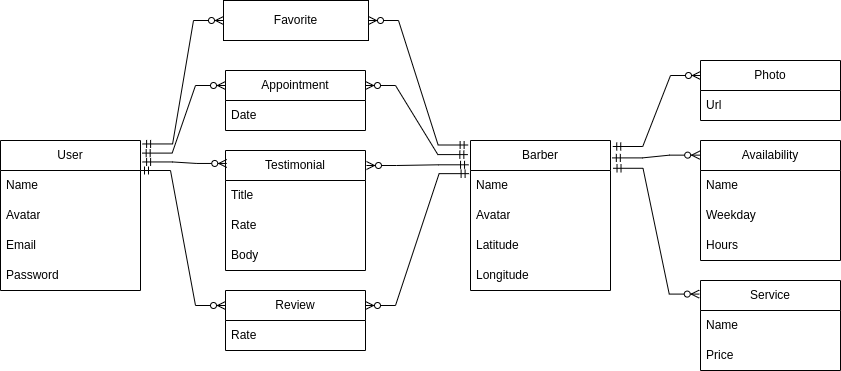 Favorite
Appointment
Date
User
Name
Avatar
Email
Password
Testimonial
Title
Rate
Body
Review
Rate
Barber
Name
Avatar
Latitude
Longitude
Photo
Url
Availability
Name
Weekday
Hours
Service
Name
Price